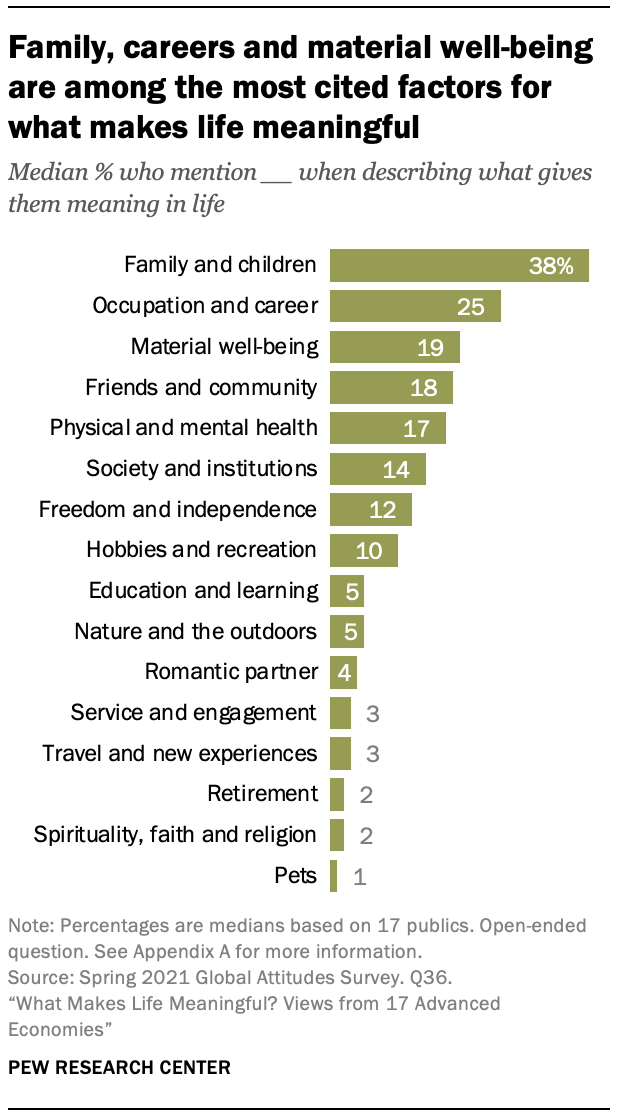 Family, careers and material well-being
are among the most cited factors for
what makes life meaningful
Median % who mention __ when describing what gives
them meaning in life
Family and children 38%
Occupation and career 25
Material well-being 19
Friends and community 18
Physical and mental health 17
Society and institutions 14
Freedom and independence 12
Hobbies and recreation 10
Education and learning 5
Nature and the outdoors 5
Romantic partner 4
Service and engagement 3
Travel and new experiences 3
Retirement 2
Spirituality, faith and religion 2
Pets 1
Note: Percentages are medians based on 17 publics. Open-ended
question. See Appendix A for more information.
Source: Spring 2021 Global Attitudes Survey. Q36.
“What Makes Life Meaningful? Views from 17 Advanced
Economies”
PEW RESEARCH CENTER